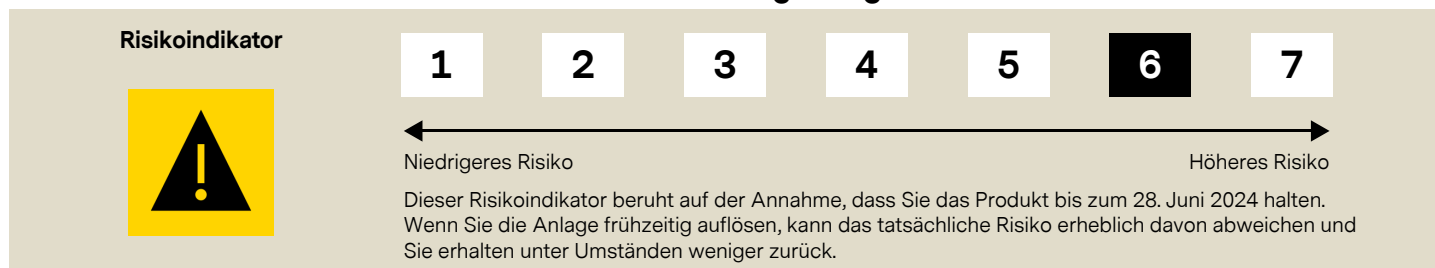 Risikoindikator
1 2 3 4 5 6 7
Niedrigeres Risiko Höheres Risiko
Dieser Risikoindikator beruht auf der Annahme, dass Sie das Produkt bis zum 28. Juni 2024 halten.
Wenn Sie die Anlage frühzeitig auflösen, kann das tatsächliche Risiko erheblich davon abweichen und
Sie erhalten unter Umständen weniger zurück.